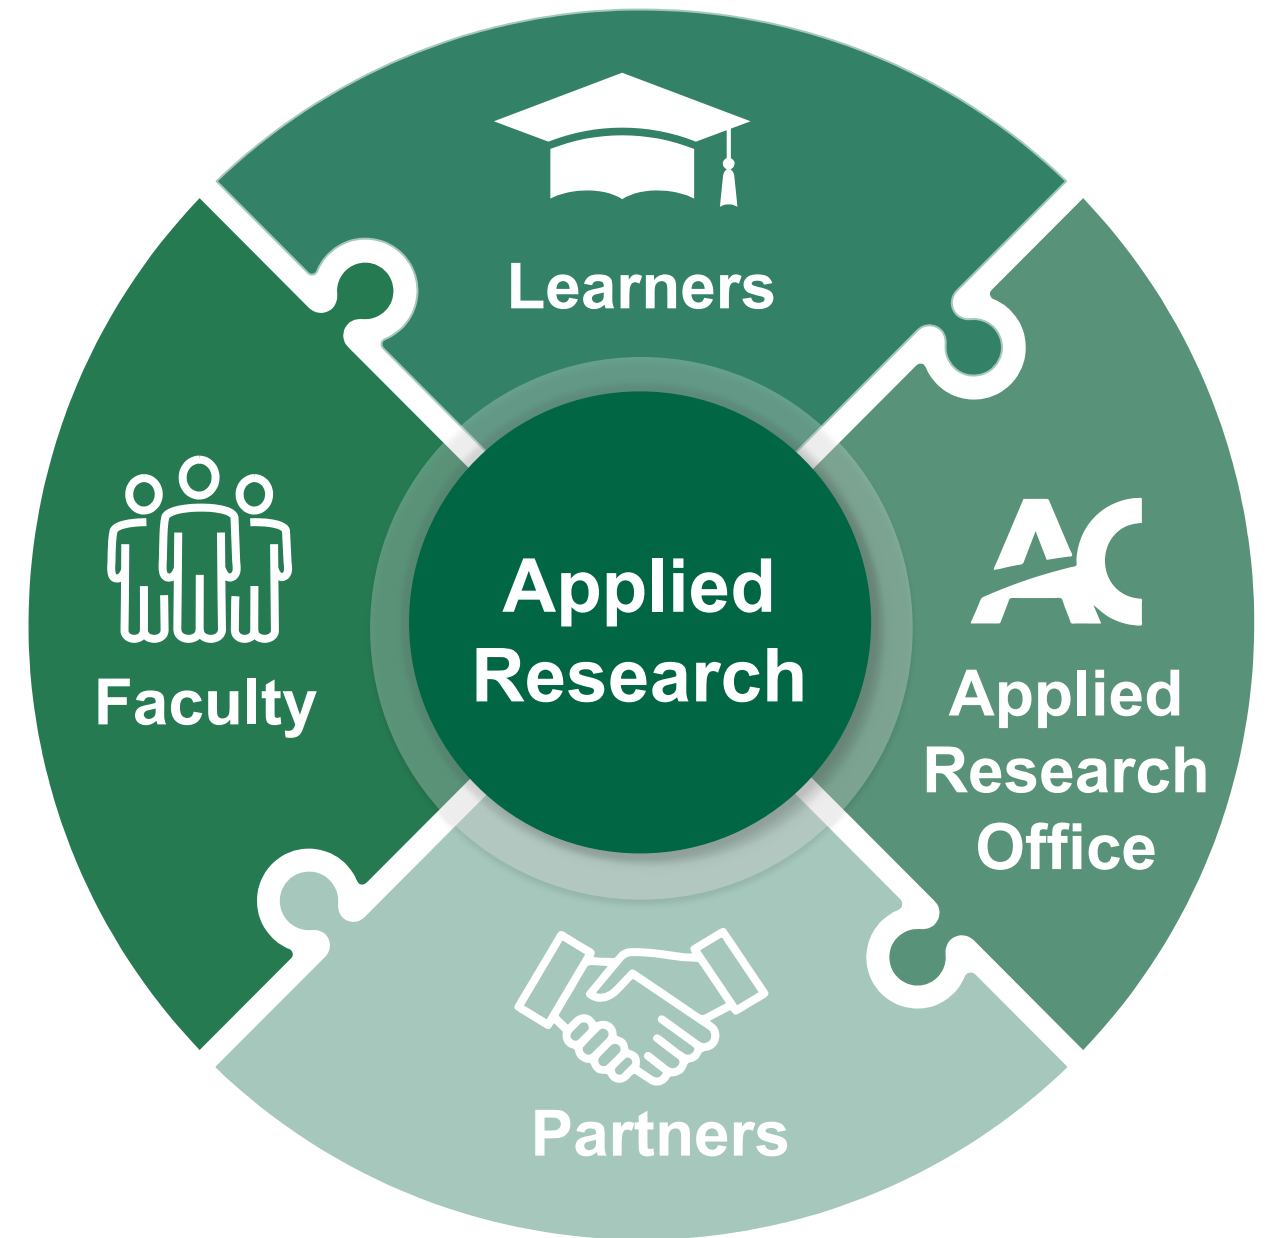 Learners
Faculty
Applied
Research
AC
Applied
Research
Office
Partners